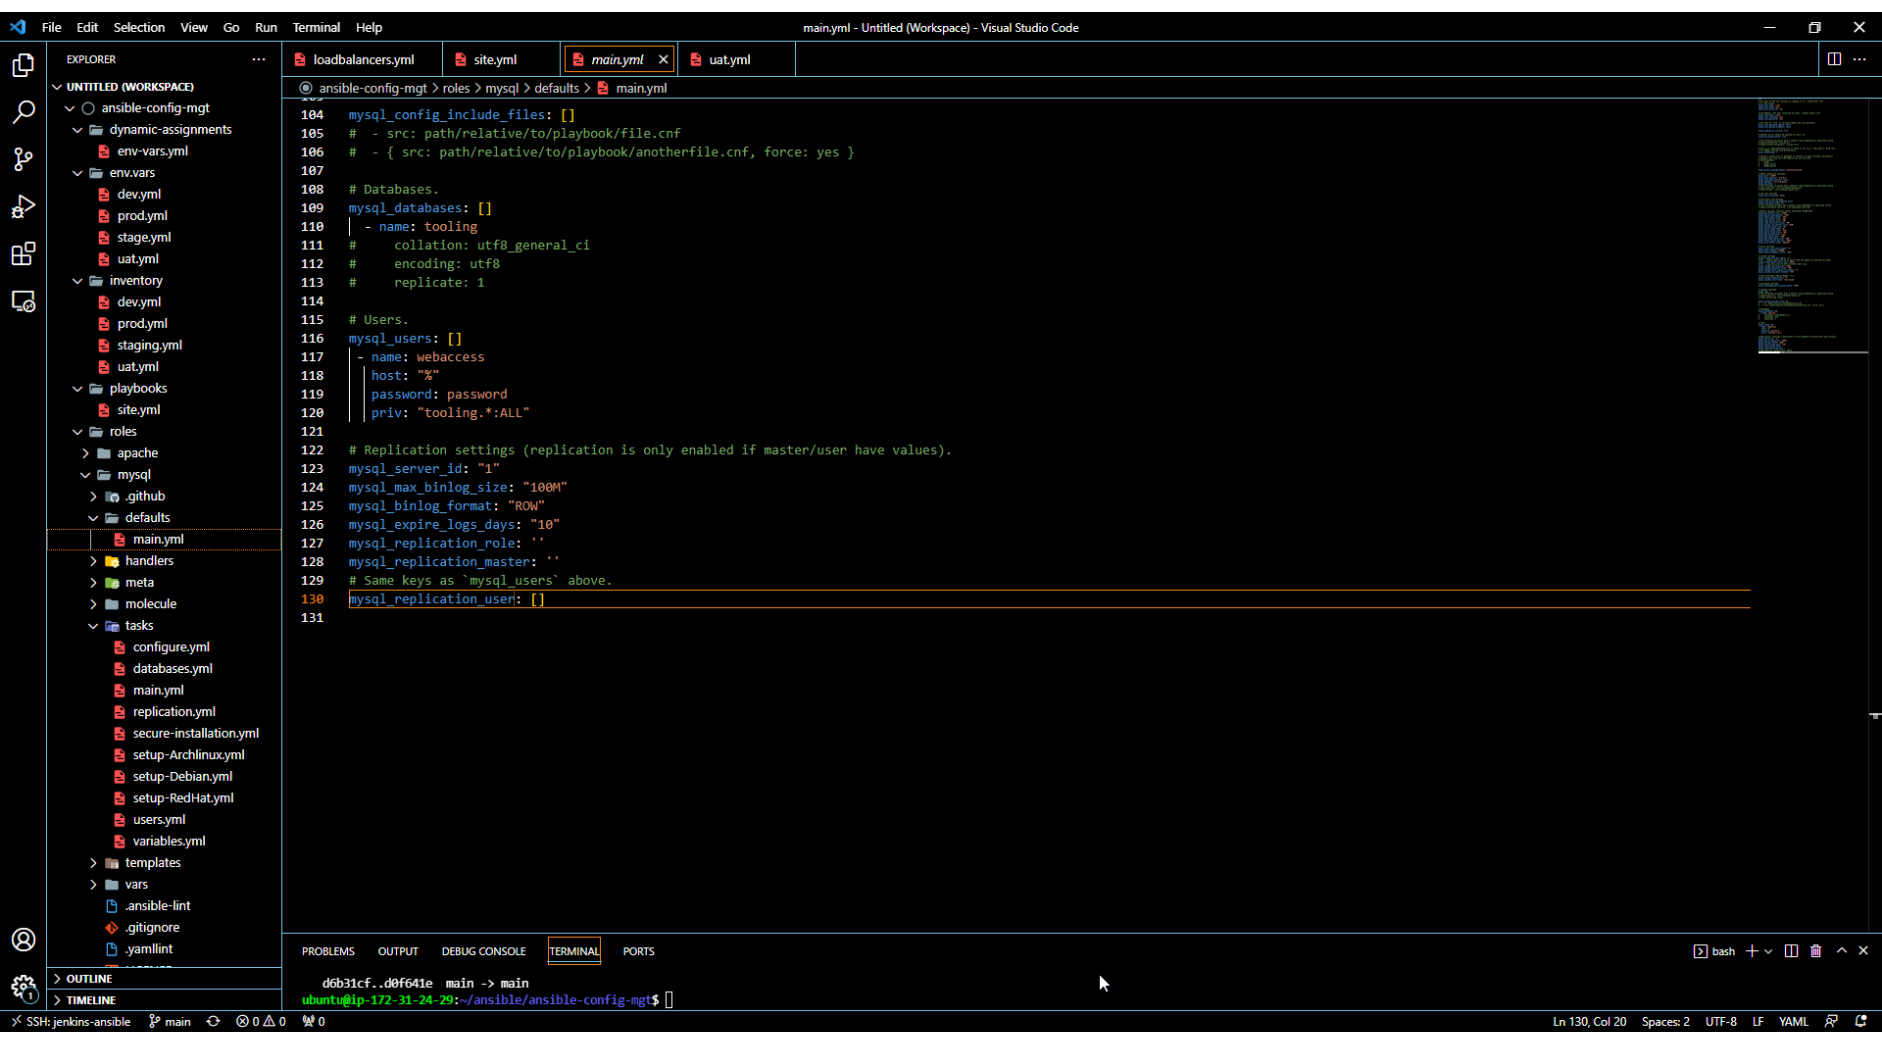 File Edit Selection View Go Run Terminal Help
main.yml - Untitled (Workspace) - Visual Studio Code
EXPLORER
UNTITLED (WORKSPACE)
ansible-config-mgt
dynamic-assignments
env-vars.yml
env.vars
dev.yml
prod.yml
stage.yml
uat.yml
inventory
dev.yml
prod.yml
staging.yml
uat.yml
playbooks
site.yml
roles
apache
mysql
.github
defaults
main.yml
handlers
meta
molecule
tasks
configure.yml
databases.yml
main.yml
replication.yml
secure-installation.yml
setup-Archlinux.yml
setup-Debian.yml
setup-RedHat.yml
users.yml
variables.yml
templates
vars
.ansible-lint
.gitignore
.yamllint
OUTLINE
TIMELINE
loadbalancers.yml site.yml main.yml uat.yml
ansible-config-mgt > roles > mysql > defaults > main.yml
104 mysql_config_include_files: []
105 #  - src: path/relative/to/playbook/file.cnf
106 #  - { src: path/relative/to/playbook/anotherfile.cnf, force: yes }
107
108 # Databases.
109 mysql_databases: []
110   - name: tooling
111 #     collation: utf8_general_ci
112 #     encoding: utf8
113 #     replicate: 1
114
115 # Users.
116 mysql_users: []
117  - name: webaccess
118    host: "%"
119    password: password
120    priv: "tooling.*:ALL"
121
122 # Replication settings (replication is only enabled if master/user have values).
123 mysql_server_id: "1"
124 mysql_max_binlog_size: "100M"
125 mysql_binlog_format: "ROW"
126 mysql_expire_logs_days: "10"
127 mysql_replication_role: ''
128 mysql_replication_master: ''
129 # Same keys as `mysql_users` above.
130 mysql_replication_user: []
131
PROBLEMS OUTPUT DEBUG CONSOLE TERMINAL PORTS
bash
d6b31cf..d0f641e  main -> main
ubuntu@ip-172-31-24-29:~/ansible/ansible-config-mgt$
1
SSH: jenkins-ansible main 0 0 0
Ln 130, Col 20 Spaces: 2 UTF-8 LF YAML